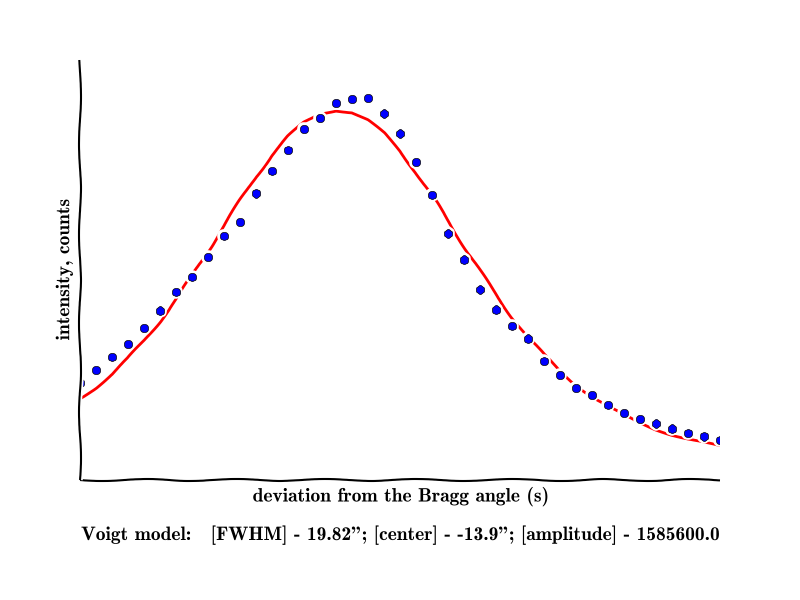 intensity, counts
deviation from the Bragg angle (s)
Voigt model: [FWHM] - 19.82”; [center] - -13.9”; [amplitude] - 1585600.0